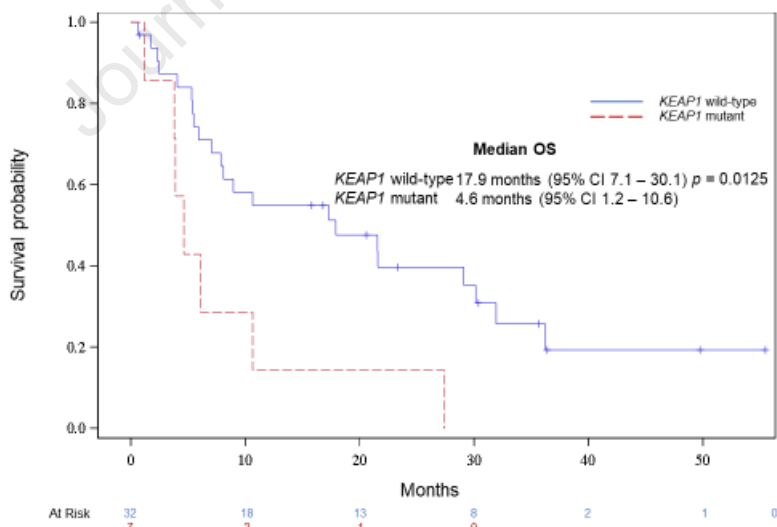 Journ
1.0
0.8
0.6
0.4
0.2
0.0
Survival probability
KEAP1 wild-type
KEAP1 mutant
Median OS
KEAP1 wild-type 17.9 months (95% CI 7.1 – 30.1) p = 0.0125
KEAP1 mutant 4.6 months (95% CI 1.2 – 10.6)
0 10 20 30 40 50
Months
At Risk 32 18 13 8 2 1 0